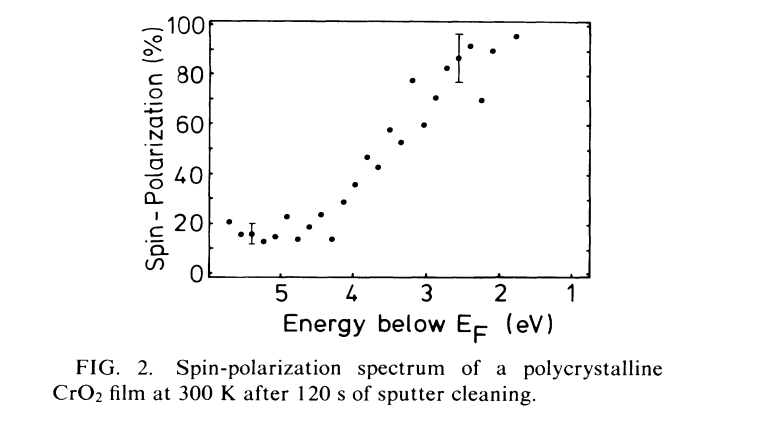 Spin-Polarization (%)
100
80
60
40
20
0
5 4 3 2 1
Energy below EF (eV)
FIG. 2. Spin-polarization spectrum of a polycrystalline
CrO2 film at 300 K after 120 s of sputter cleaning.